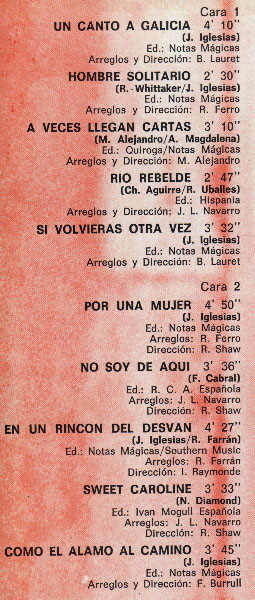 Cara 1
UN CANTO A GALICIA 4' 10"
(J. Iglesias)
Ed.: Notas Mágicas
Arreglos y Dirección: B. Lauret
HOMBRE SOLITARIO 2' 30"
(R. Whittaker/J. Iglesias)
Ed.: Notas Mágicas
Arreglos y Dirección: R. Ferro
A VECES LLEGAN CARTAS 3' 10"
(M. Alejandro/A. Magdalena)
Ed.: Quiroga/Notas Mágicas
Arreglos y Dirección: M. Alejandro
RIO REBELDE 2' 47"
(Ch. Aguirre/R. Uballes)
Ed.: Hispania
Arreglos y Dirección: J. L. Navarro
SI VOLVIERAS OTRA VEZ 3' 32"
(J. Iglesias)
Ed.: Notas Mágicas
Arreglos y Dirección: B. Lauret
Cara 2
POR UNA MUJER 4' 50"
(J. Iglesias)
Ed.: Notas Mágicas
Arreglos: R. Ferro
Dirección: R. Shaw
NO SOY DE AQUI 3' 36"
(F. Cabral)
Ed.: R. C. A. Española
Arreglos: J. L. Navarro
Dirección: R. Shaw
EN UN RINCON DEL DESVAN 4' 27"
(J. Iglesias/R. Farrán)
Ed.: Notas Mágicas/Southern Music
Arreglos: R. Farrán
Dirección: I. Raymonde
SWEET CAROLINE 3' 33"
(N. Diamond)
Ed.: Ivan Mogull Española
Arreglos: J. L. Navarro
Dirección: R. Shaw
COMO EL ALAMO AL CAMINO 3' 45"
(J. Iglesias)
Ed.: Notas Mágicas
Arreglos y Dirección: F. Burrull